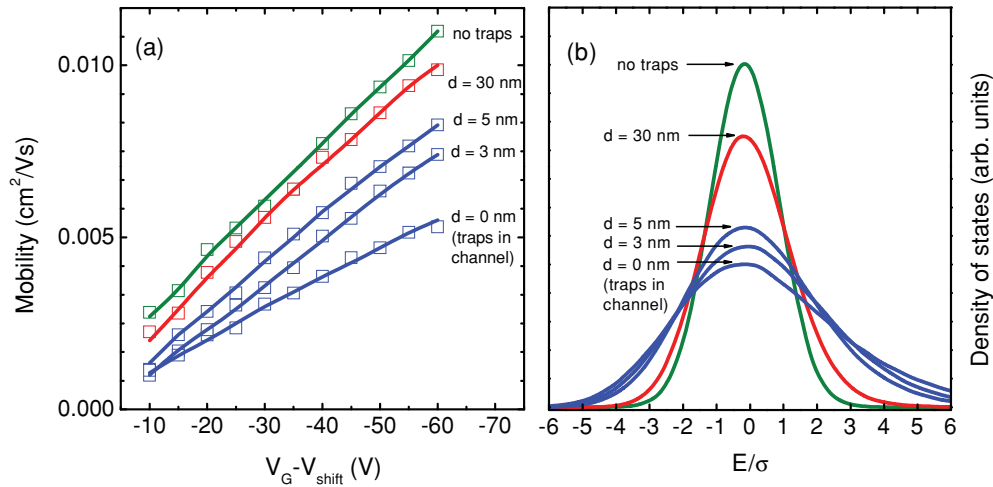 (a)
no traps
d = 30 nm
d = 5 nm
d = 3 nm
d = 0 nm
(traps in
channel)
Mobility (cm²/Vs)
0.010
0.005
0.000
-10 -20 -30 -40 -50 -60 -70
V_G-V_shift (V)
(b)
no traps
d = 30 nm
d = 5 nm
d = 3 nm
d = 0 nm
(traps in
channel)
Density of states (arb. units)
-6 -5 -4 -3 -2 -1 0 1 2 3 4 5 6
E/σ